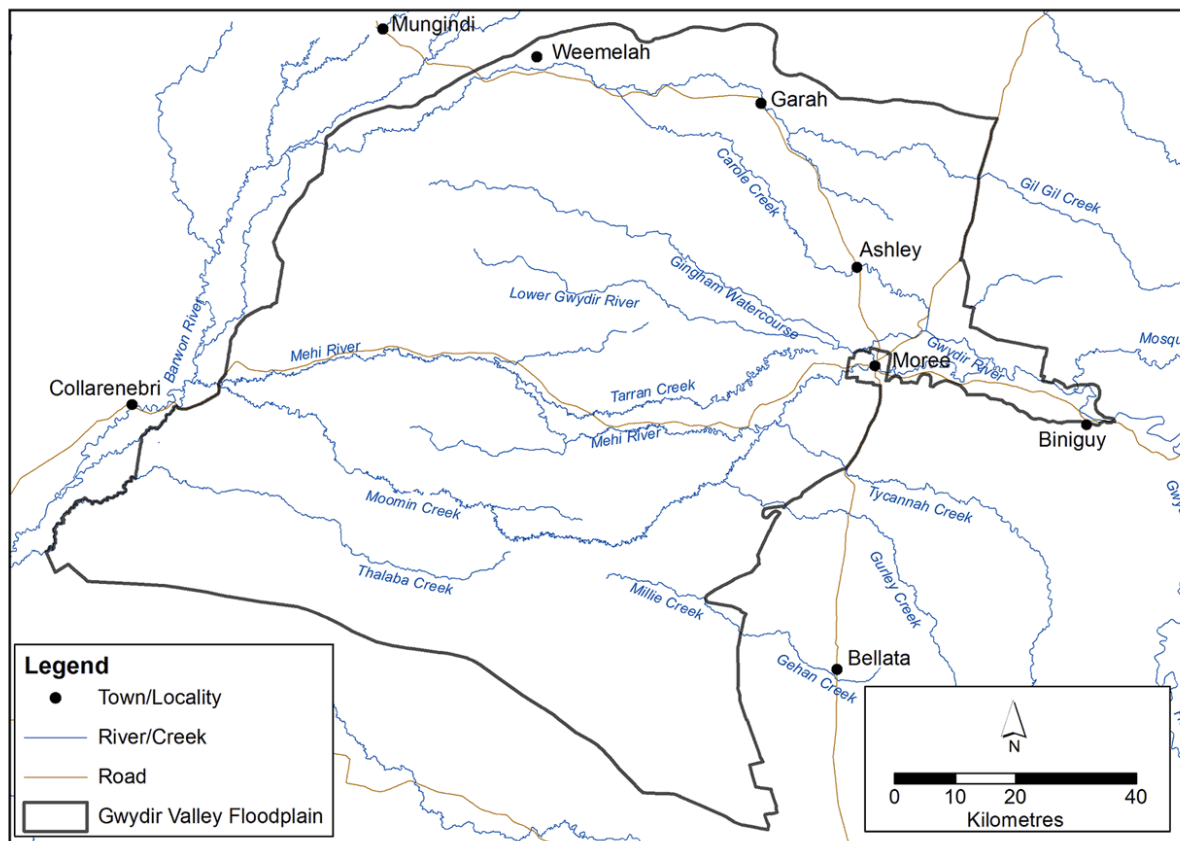 Mungindi
Weemelah
Garah
Carole Creek
Gil Gil Creek
Ashley
Gingham Watercourse
Lower Gwydir River
Barwon River
Mehi River
Gwydir River
Mosqu
Moree
Collarenebri
Tarran Creek
Mehi River
Biniguy
Moomin Creek
Tycannah Creek
Gwy
Thalaba Creek
Millie Creek
Gurley Creek
Bellata
Gehan Creek
Legend
Town/Locality
River/Creek
Road
Gwydir Valley Floodplain
N
0 10 20 40
Kilometres